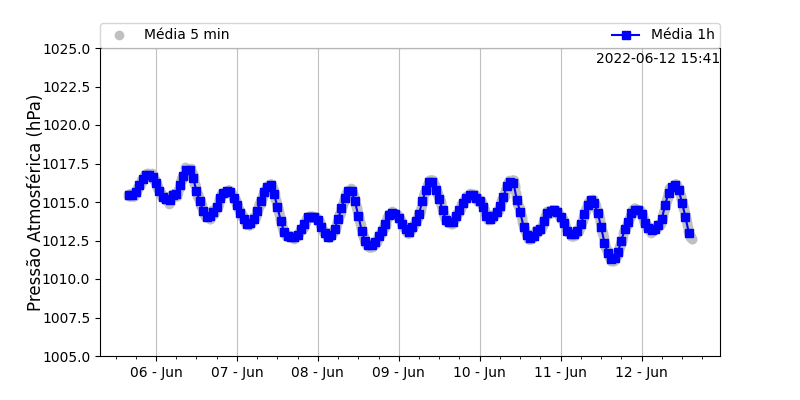 Média 5 min
Média 1h
2022-06-12 15:41
Pressão Atmosférica (hPa)
1025.0
1022.5
1020.0
1017.5
1015.0
1012.5
1010.0
1007.5
1005.0
06 - Jun
07 - Jun
08 - Jun
09 - Jun
10 - Jun
11 - Jun
12 - Jun